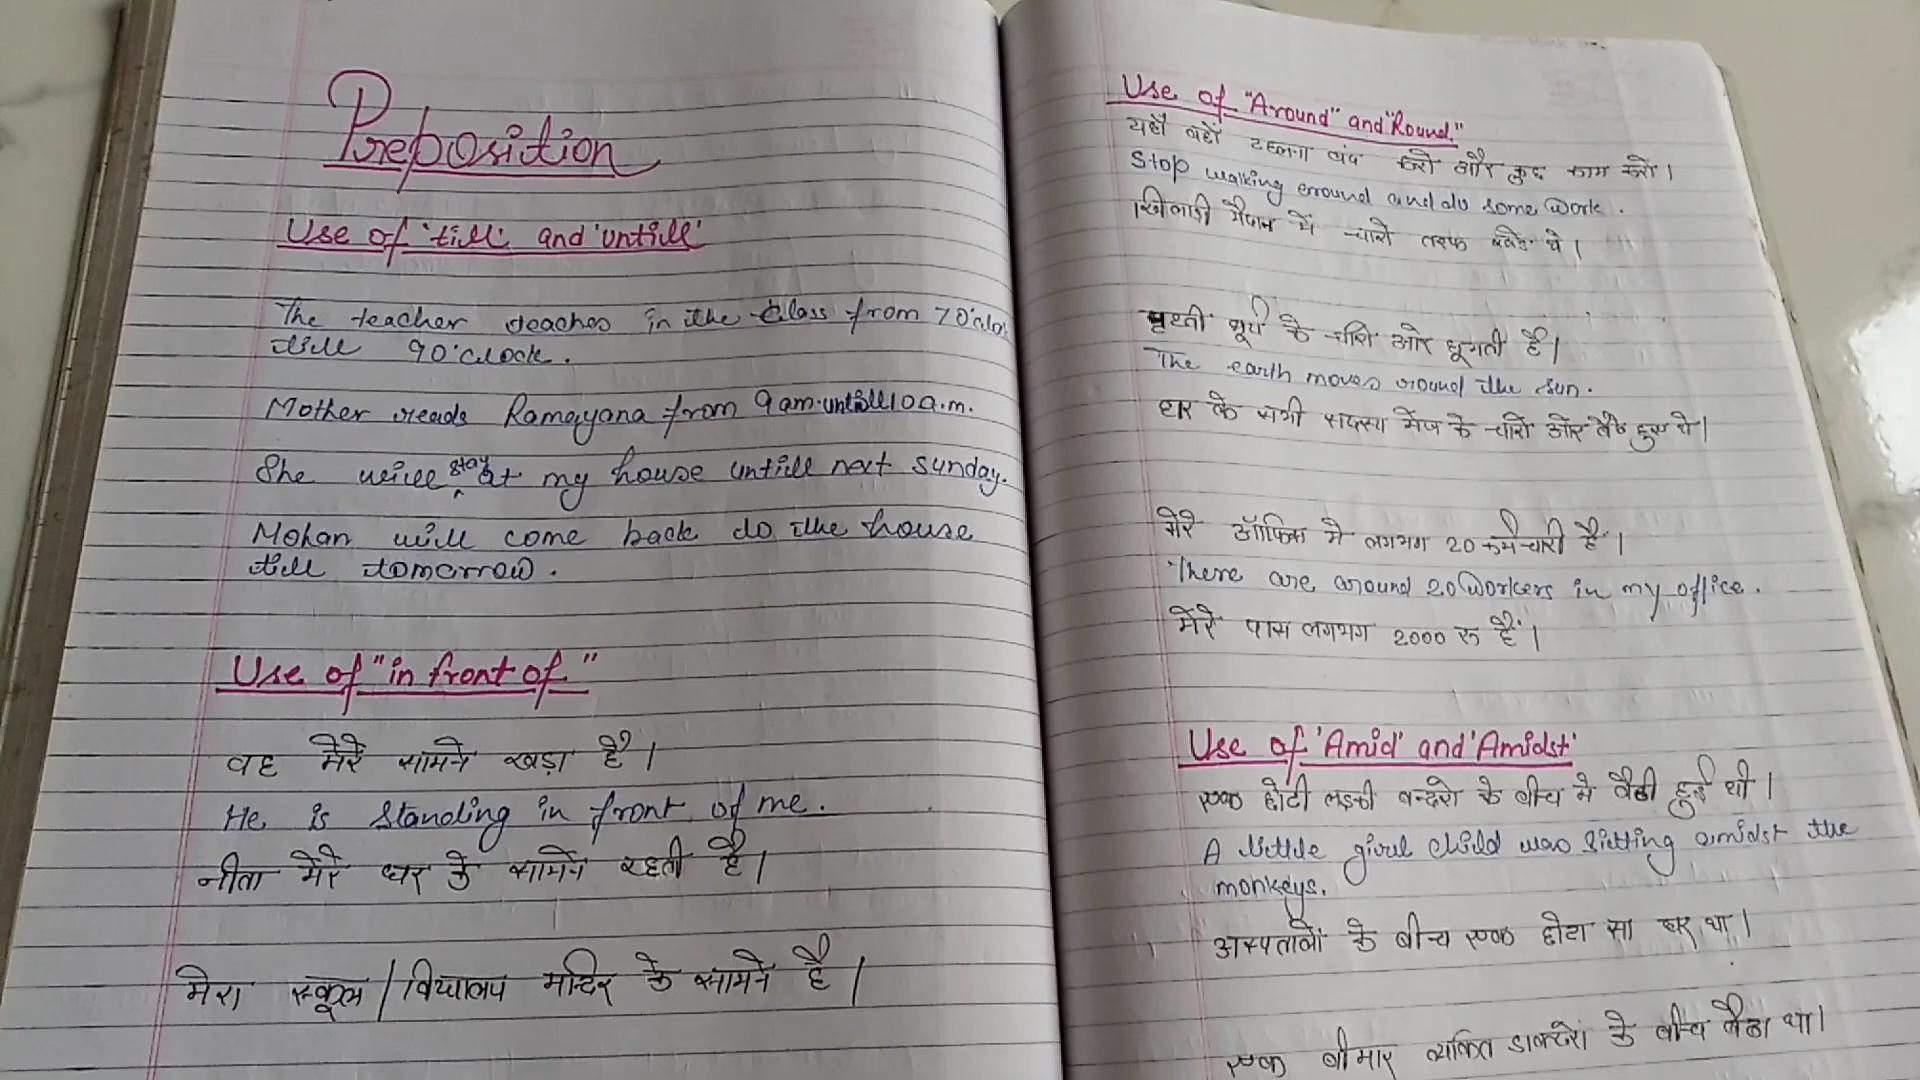 Preposition
Use of 'till' and 'untill'
The teacher teaches in the class from 7 O'clo
till 9 O'clock.
Mother reads Ramayana from 9 am. untill 10 a.m.
She will stay at my house untill next sunday.
Mohan will come back to the house
till tomorrow.
Use of "in front of"
वह मेरे सामने खड़ा है।
He is standing in front of me.
नीता मेरे घर के सामने रहती है।
मेरा स्कूल / विद्यालय मन्दिर के सामने है।
Use of "Around" and "Round"
यहाँ वहाँ टहलना बंद करो और कुछ काम करो।
Stop walking around and do some work.
खिलाडी मैदान में चारो तरफ खडे थे।
पृथ्वी सूर्य के चारो ओर घूमती है।
The earth moves round the sun.
घर के सभी सदस्य मेंज के चारो ओर बैठे हुए थे।
मेरे ऑफिस मे लगभग 20 कर्मचारी है।
There are around 20 workers in my office.
मेरे पास लगभग 2000 रु है।
Use of 'Amid' and 'Amidst'
एक छोटी लडकी बन्दरो के बीच मे बैठी हुई थी।
A little girl child was sitting amidst the
monkeys.
अस्पतालों के बीच एक छोटा सा घर था।
एक बीमार व्यक्ति डाक्टरो के बीच बैठा था।